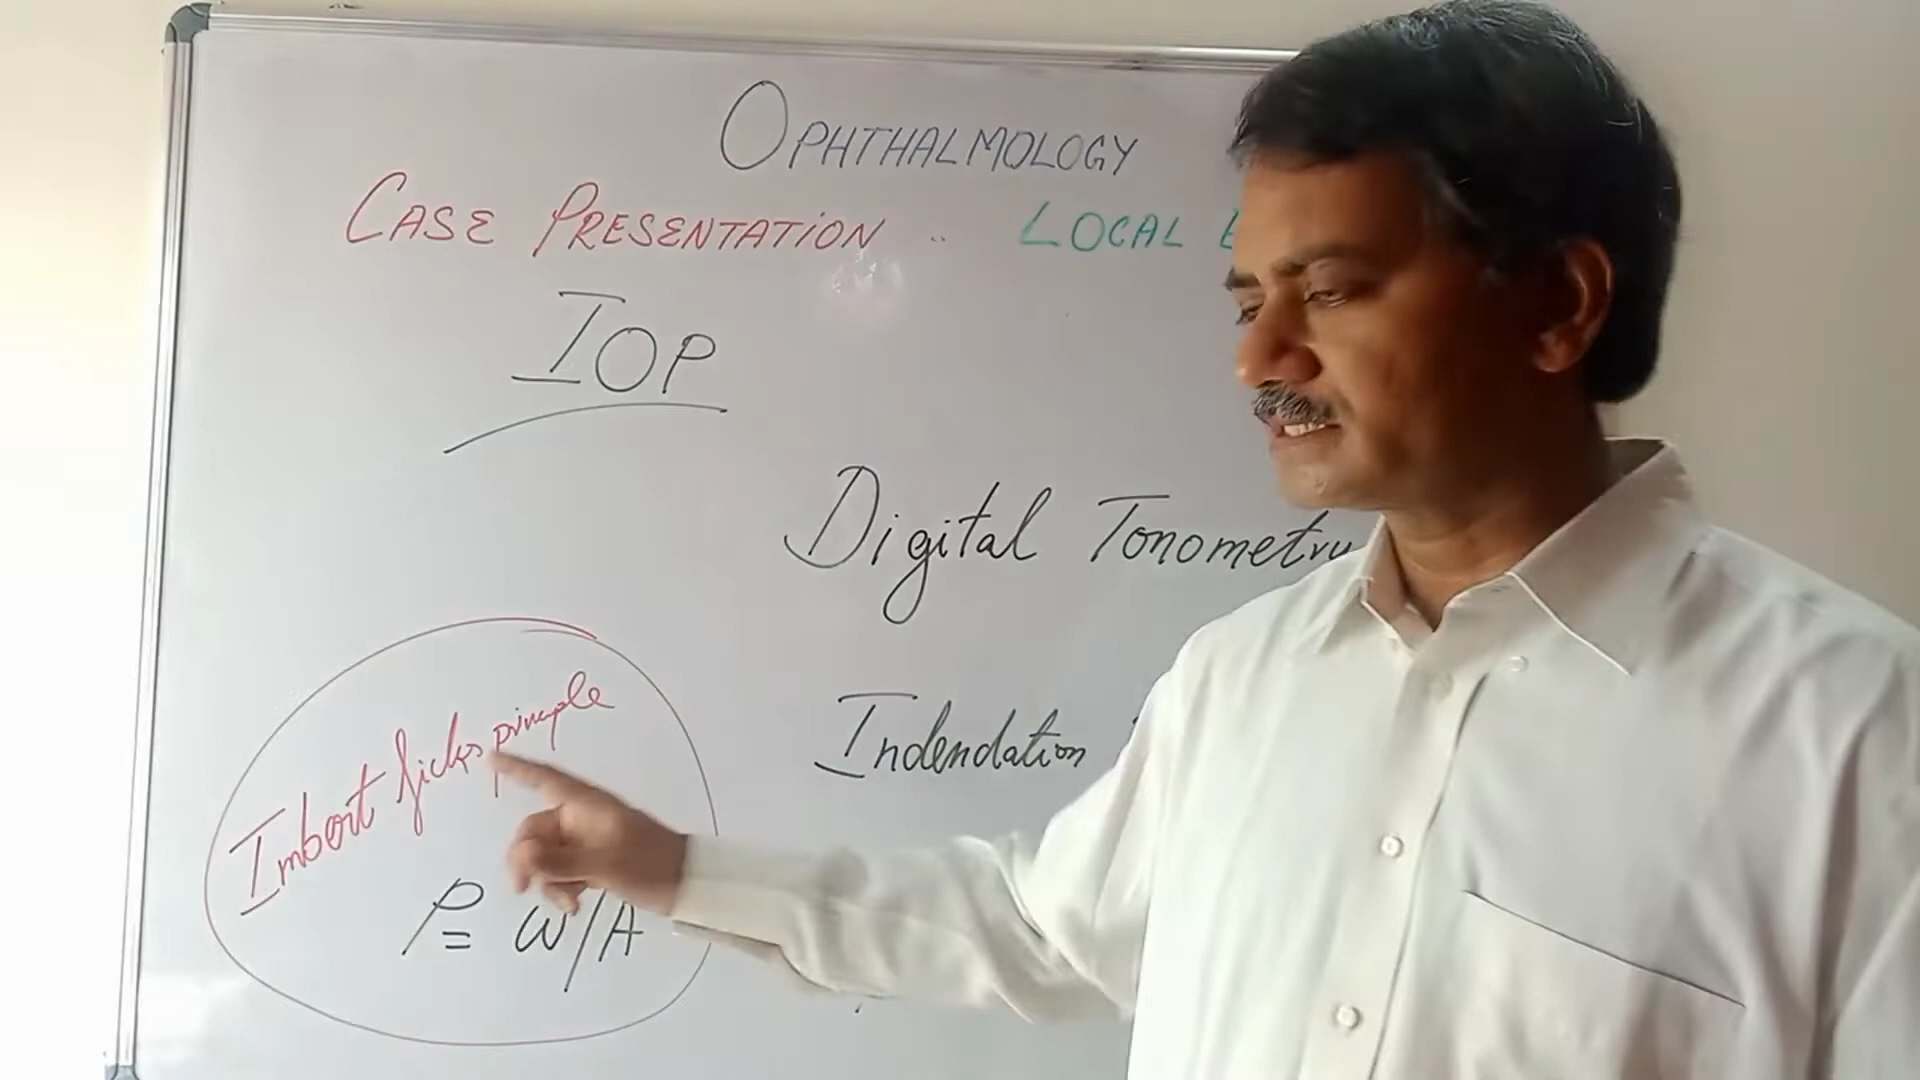 OPHTHALMOLOGY
CASE PRESENTATION .. LOCAL
IOP
Digital Tonometry
Indendation
Imbert ficks principle
P = W/A